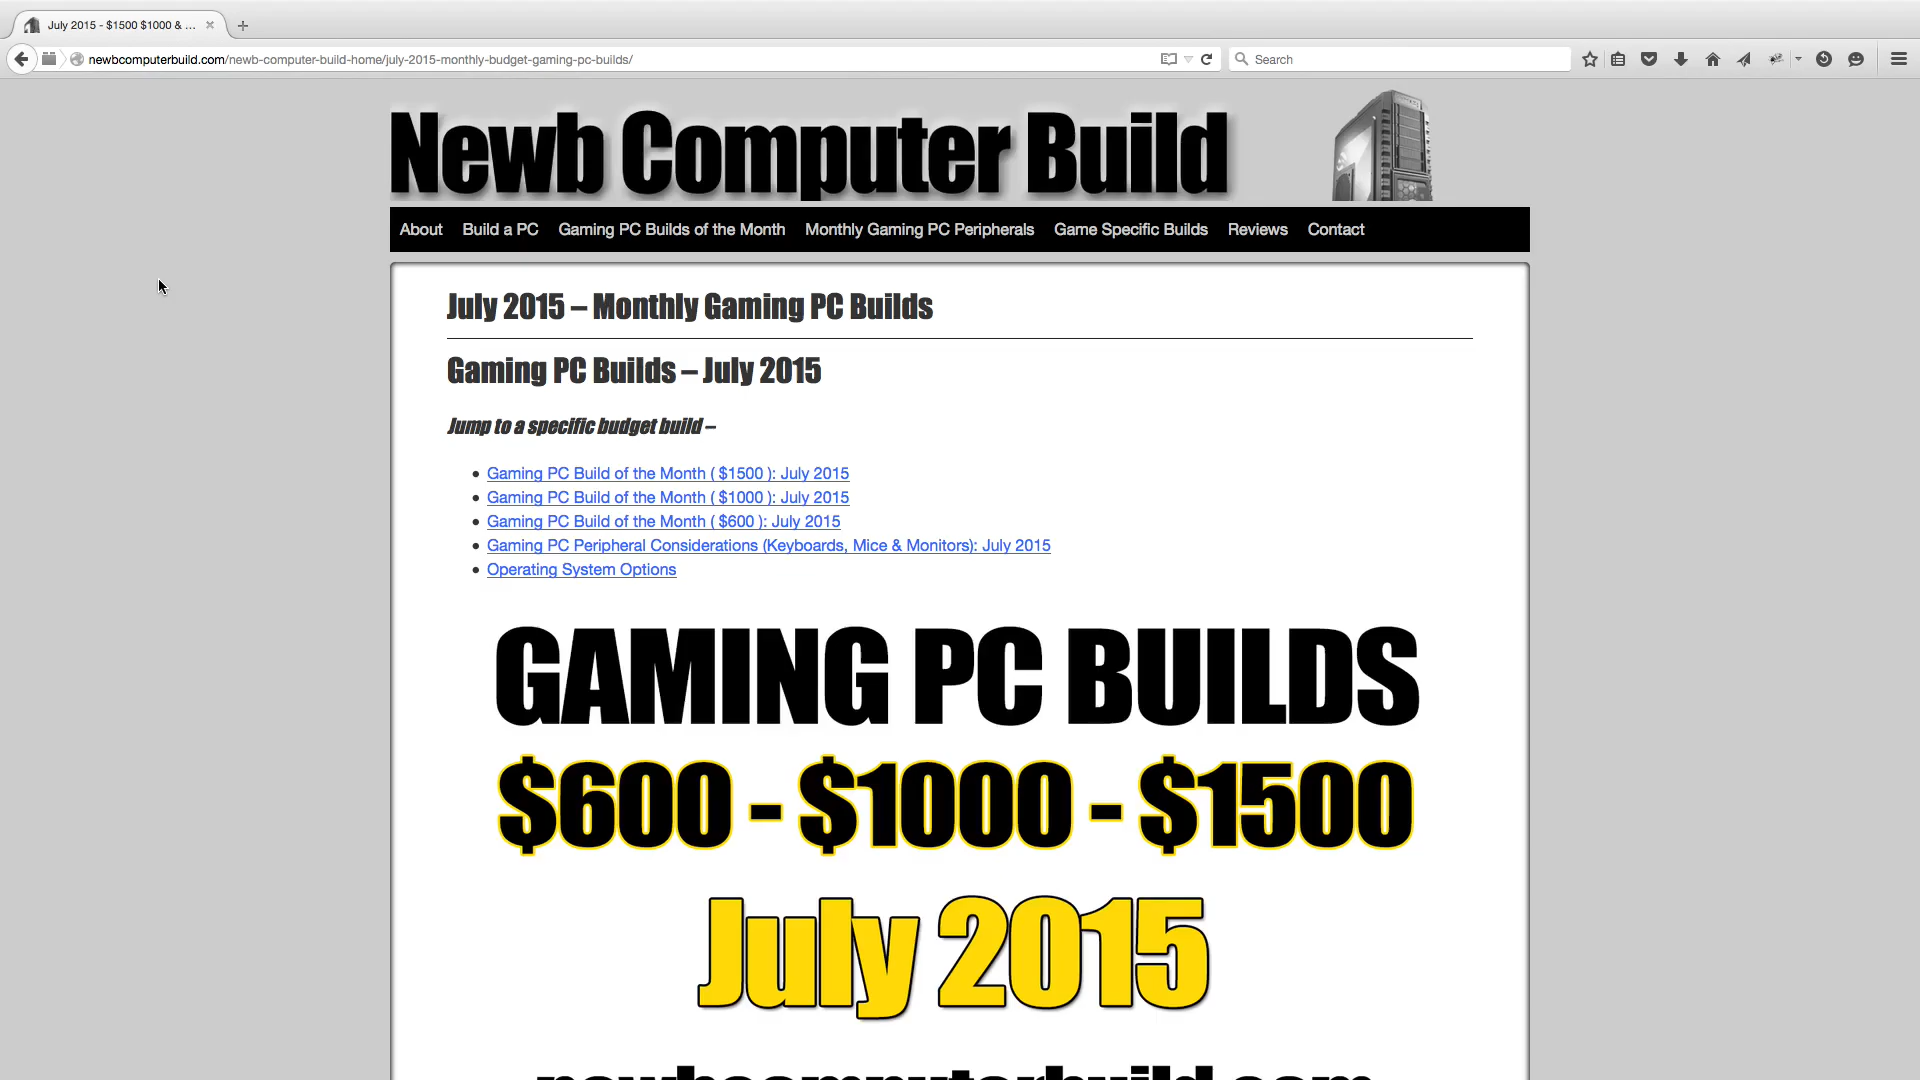 July 2015 - $1500 $1000 & ...
newbcomputerbuild.com/newb-computer-build-home/july-2015-monthly-budget-gaming-pc-builds/
Search
Newb Computer Build
About Build a PC Gaming PC Builds of the Month Monthly Gaming PC Peripherals Game Specific Builds Reviews Contact
July 2015 – Monthly Gaming PC Builds
Gaming PC Builds – July 2015
Jump to a specific budget build –
Gaming PC Build of the Month ( $1500 ): July 2015
Gaming PC Build of the Month ( $1000 ): July 2015
Gaming PC Build of the Month ( $600 ): July 2015
Gaming PC Peripheral Considerations (Keyboards, Mice & Monitors): July 2015
Operating System Options
GAMING PC BUILDS
$600 - $1000 - $1500
July 2015
newbcomputerbuild.com